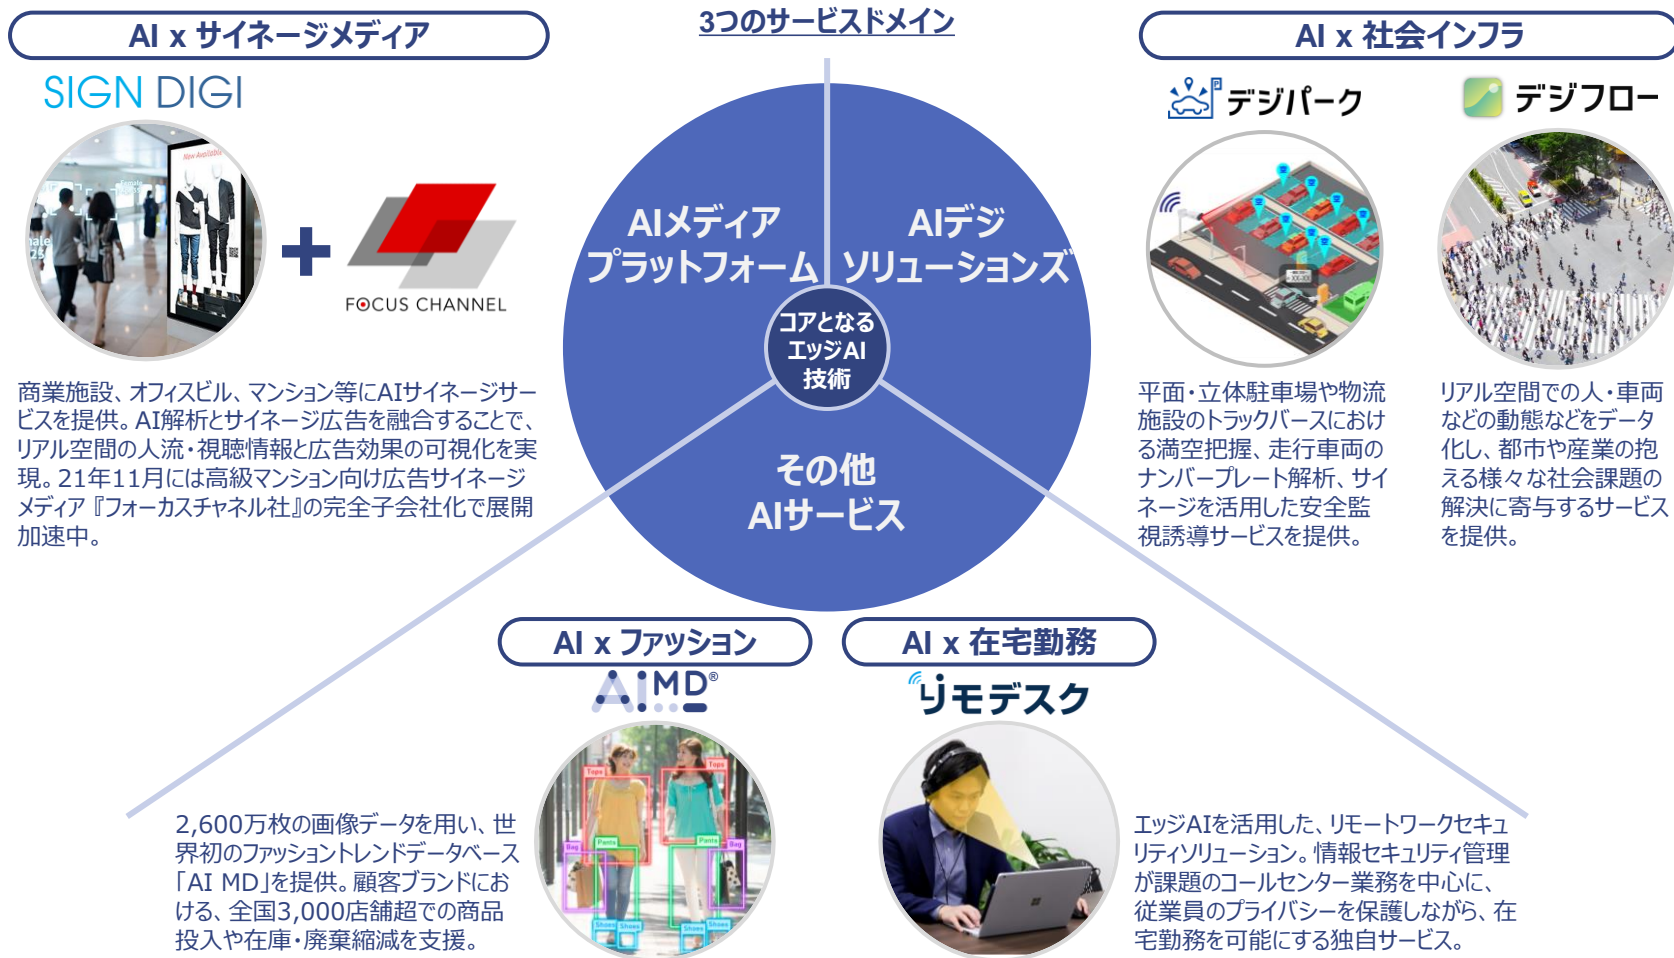 3つのサービスドメイン
AI x サイネージメディア
SIGN DIGI
New Available
FOCUS CHANNEL
商業施設、オフィスビル、マンション等にAIサイネージサー
ビスを提供。AI解析とサイネージ広告を融合することで、
リアル空間の人流・視聴情報と広告効果の可視化を実
現。21年11月には高級マンション向け広告サイネージ
メディア『フォーカスチャネル社』の完全子会社化で展開
加速中。
AIメディア
プラットフォーム
AIデジ
ソリューションズ
コアとなる
エッジAI
技術
その他
AIサービス
AI x 社会インフラ
デジパーク
デジフロー
平面・立体駐車場や物流
施設のトラックバースにおけ
る満空把握、走行車両の
ナンバープレート解析、サイ
ネージを活用した安全監
視誘導サービスを提供。
リアル空間での人・車両
などの動態などをデータ
化し、都市や産業の抱
える様々な社会課題の
解決に寄与するサービス
を提供。
AI x ファッション
AiMD®
Tops
Tops
Bag
Pants
Pants
Bag
Shoes
Shoes
Shoes
Shoes
2,600万枚の画像データを用い、世
界初のファッショントレンドデータベース
「AI MD」を提供。顧客ブランドにお
ける、全国3,000店舗超での商品
投入や在庫・廃棄縮減を支援。
AI x 在宅勤務
リモデスク
エッジAIを活用した、リモートワークセキュ
リティソリューション。情報セキュリティ管理
が課題のコールセンター業務を中心に、
従業員のプライバシーを保護しながら、在
宅勤務を可能にする独自サービス。